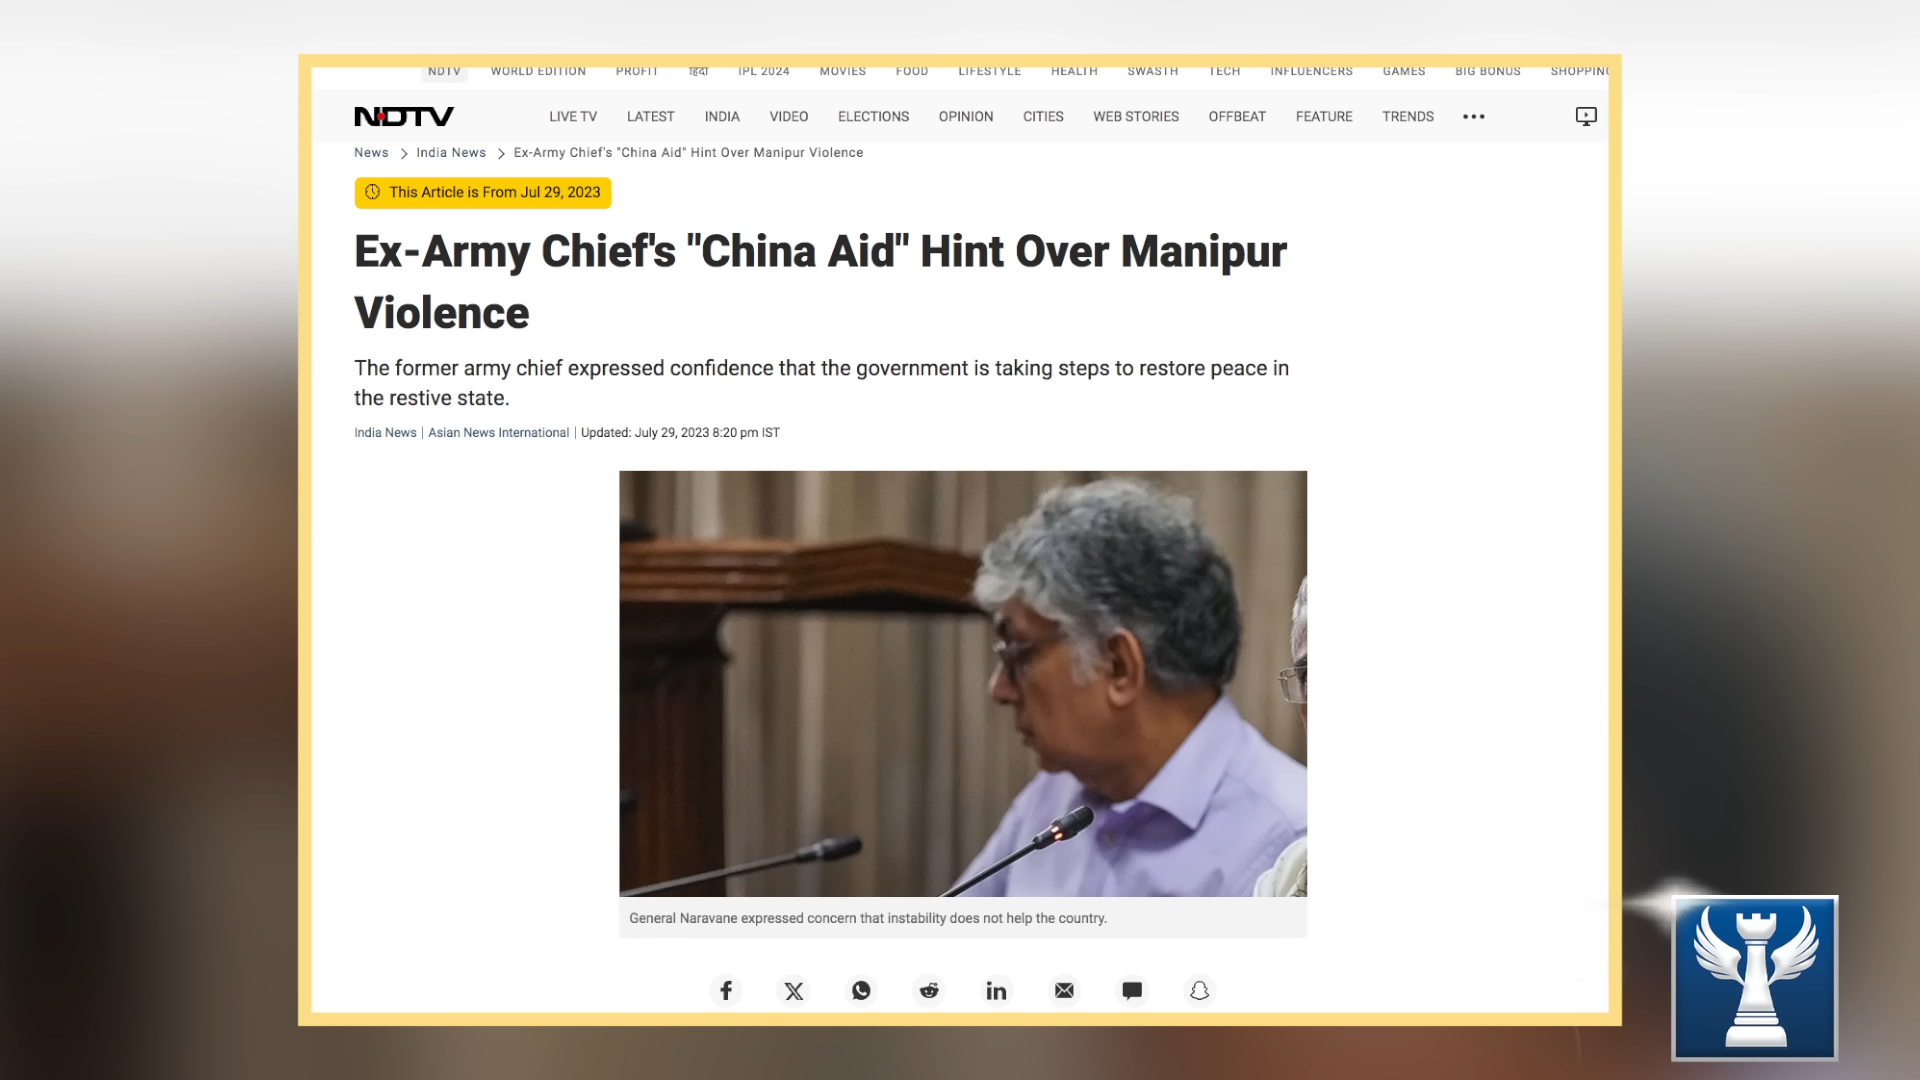 NDTV WORLD EDITION PROFIT हिंदी IPL 2024 MOVIES FOOD LIFESTYLE HEALTH SWASTH TECH INFLUENCERS GAMES BIG BONUS SHOPPING
NDTV LIVE TV LATEST INDIA VIDEO ELECTIONS OPINION CITIES WEB STORIES OFFBEAT FEATURE TRENDS
News > India News > Ex-Army Chief's "China Aid" Hint Over Manipur Violence
This Article is From Jul 29, 2023
Ex-Army Chief's "China Aid" Hint Over Manipur
Violence
The former army chief expressed confidence that the government is taking steps to restore peace in
the restive state.
India News | Asian News International | Updated: July 29, 2023 8:20 pm IST
General Naravane expressed concern that instability does not help the country.